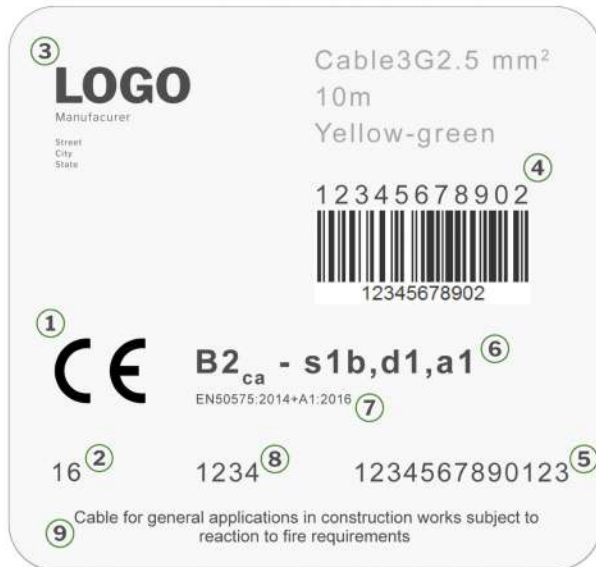 ③
LOGO
Manufacurer
Street
City
State
Cable3G2.5 mm²
10m
Yellow-green
④
12345678902
12345678902
①
CE
B2ca - s1b,d1,a1 ⑥
EN50575:2014+A1:2016 ⑦
16 ②
1234 ⑧
1234567890123 ⑤
⑨ Cable for general applications in construction works subject to
reaction to fire requirements